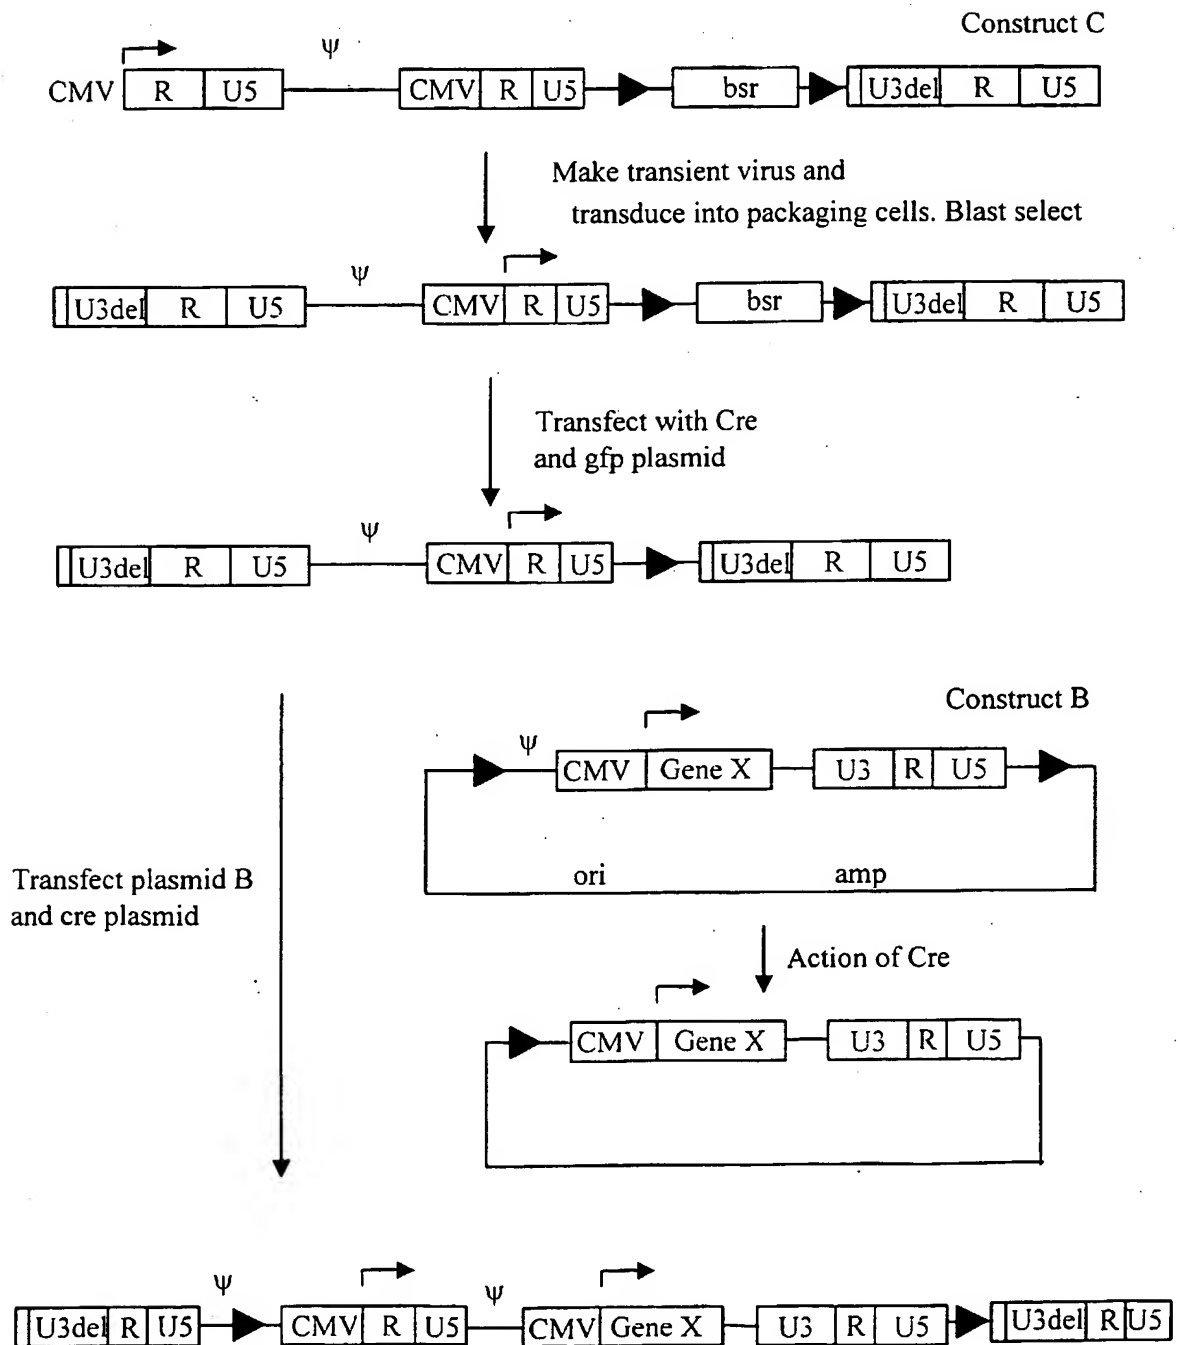 Construct C
ψ
CMV R U5 CMV R U5 bsr U3del R U5
Make transient virus and
transduce into packaging cells. Blast select
ψ
U3del R U5 CMV R U5 bsr U3del R U5
Transfect with Cre
and gfp plasmid
ψ
U3del R U5 CMV R U5 U3del R U5
Construct B
ψ
CMV Gene X U3 R U5
ori amp
Transfect plasmid B
and cre plasmid
Action of Cre
CMV Gene X U3 R U5
ψ ψ
U3del R U5 CMV R U5 CMV Gene X U3 R U5 U3del R U5